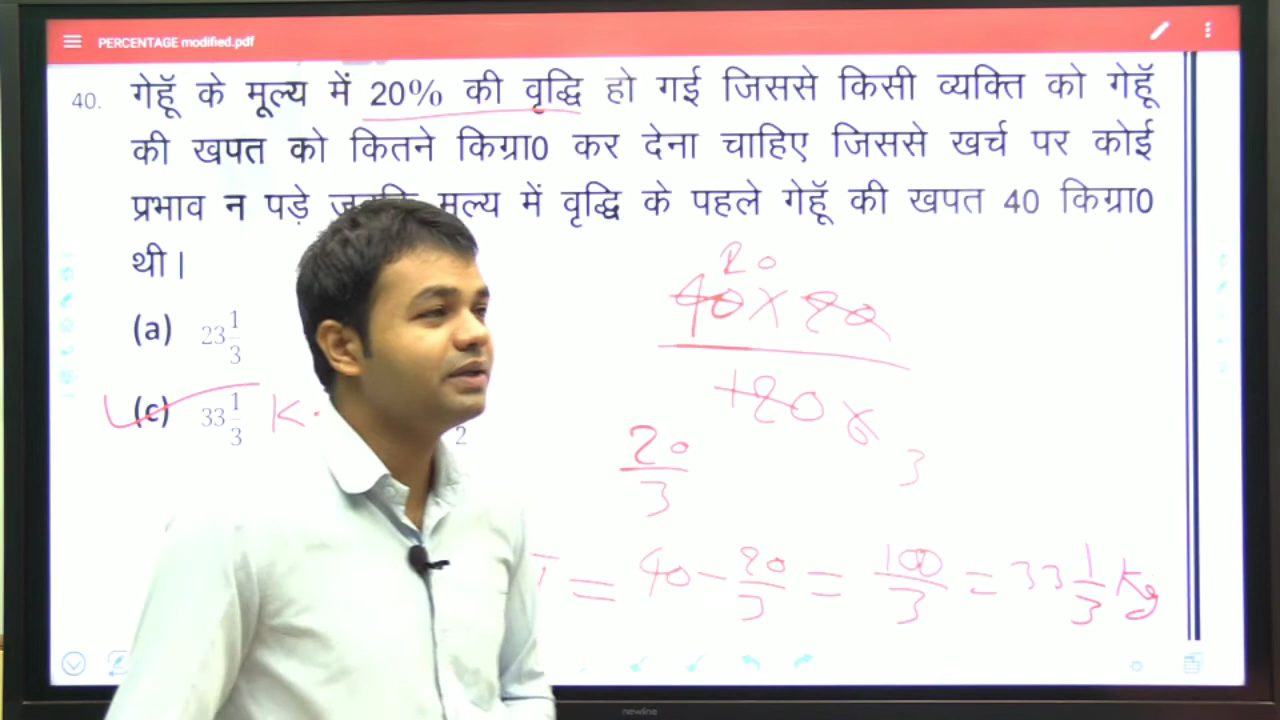 PERCENTAGE modified.pdf
40. गेहूँ के मूल्य में 20% की वृद्धि हो गई जिससे किसी व्यक्ति को गेहूँ
की खपत को कितने किग्रा0 कर देना चाहिए जिससे खर्च पर कोई
प्रभाव न पड़े मूल्य में वृद्धि के पहले गेहूँ की खपत 40 किग्रा0
थी।
20
40 × 20
120 6
3
(a) 23 1/3
(c) 33 1/3 K.
2
20/3
= 40 - 20/3 = 100/3 = 33 1/3 Kg
newline